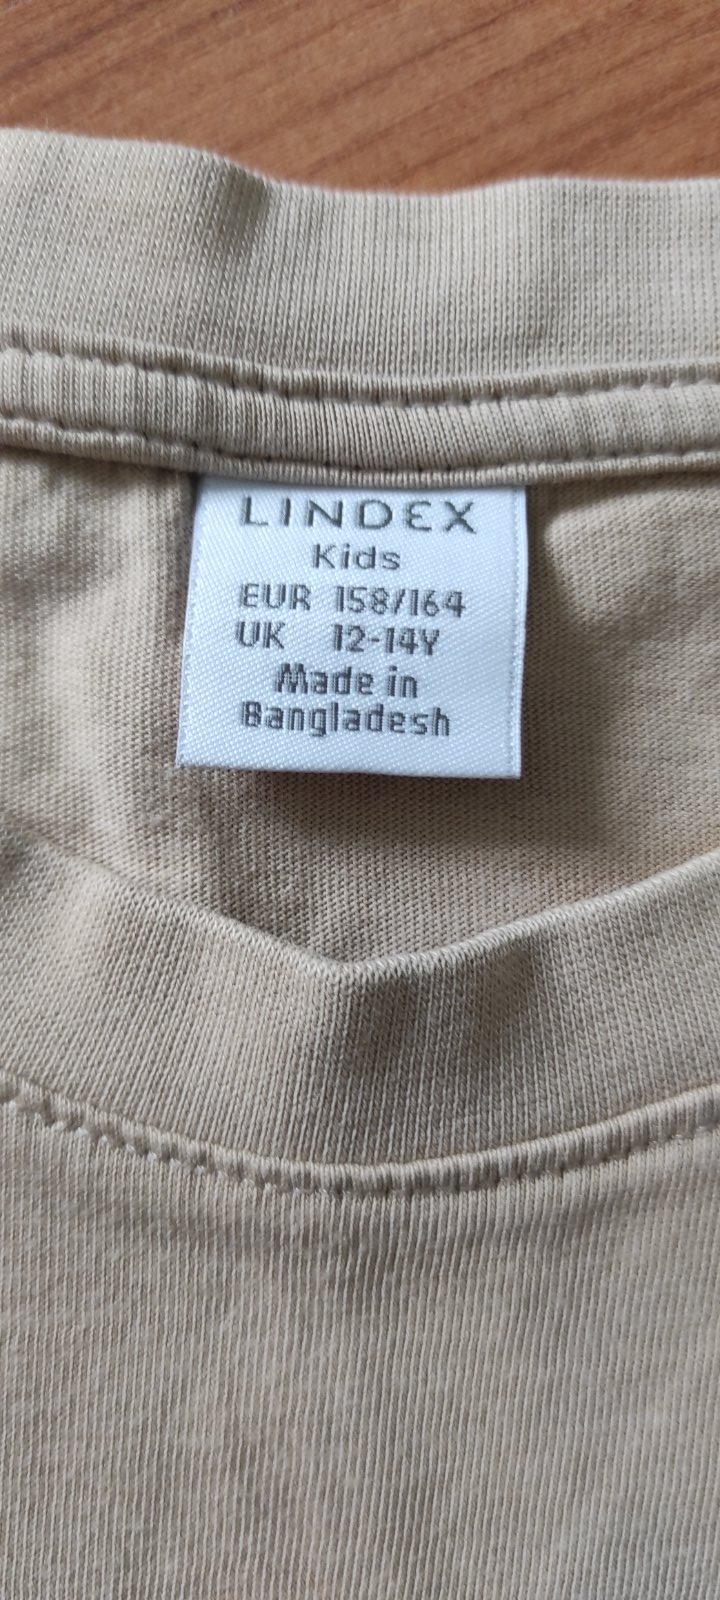 LINDEX
Kids
EUR 158/164
UK 12-14Y
Made in
Bangladesh